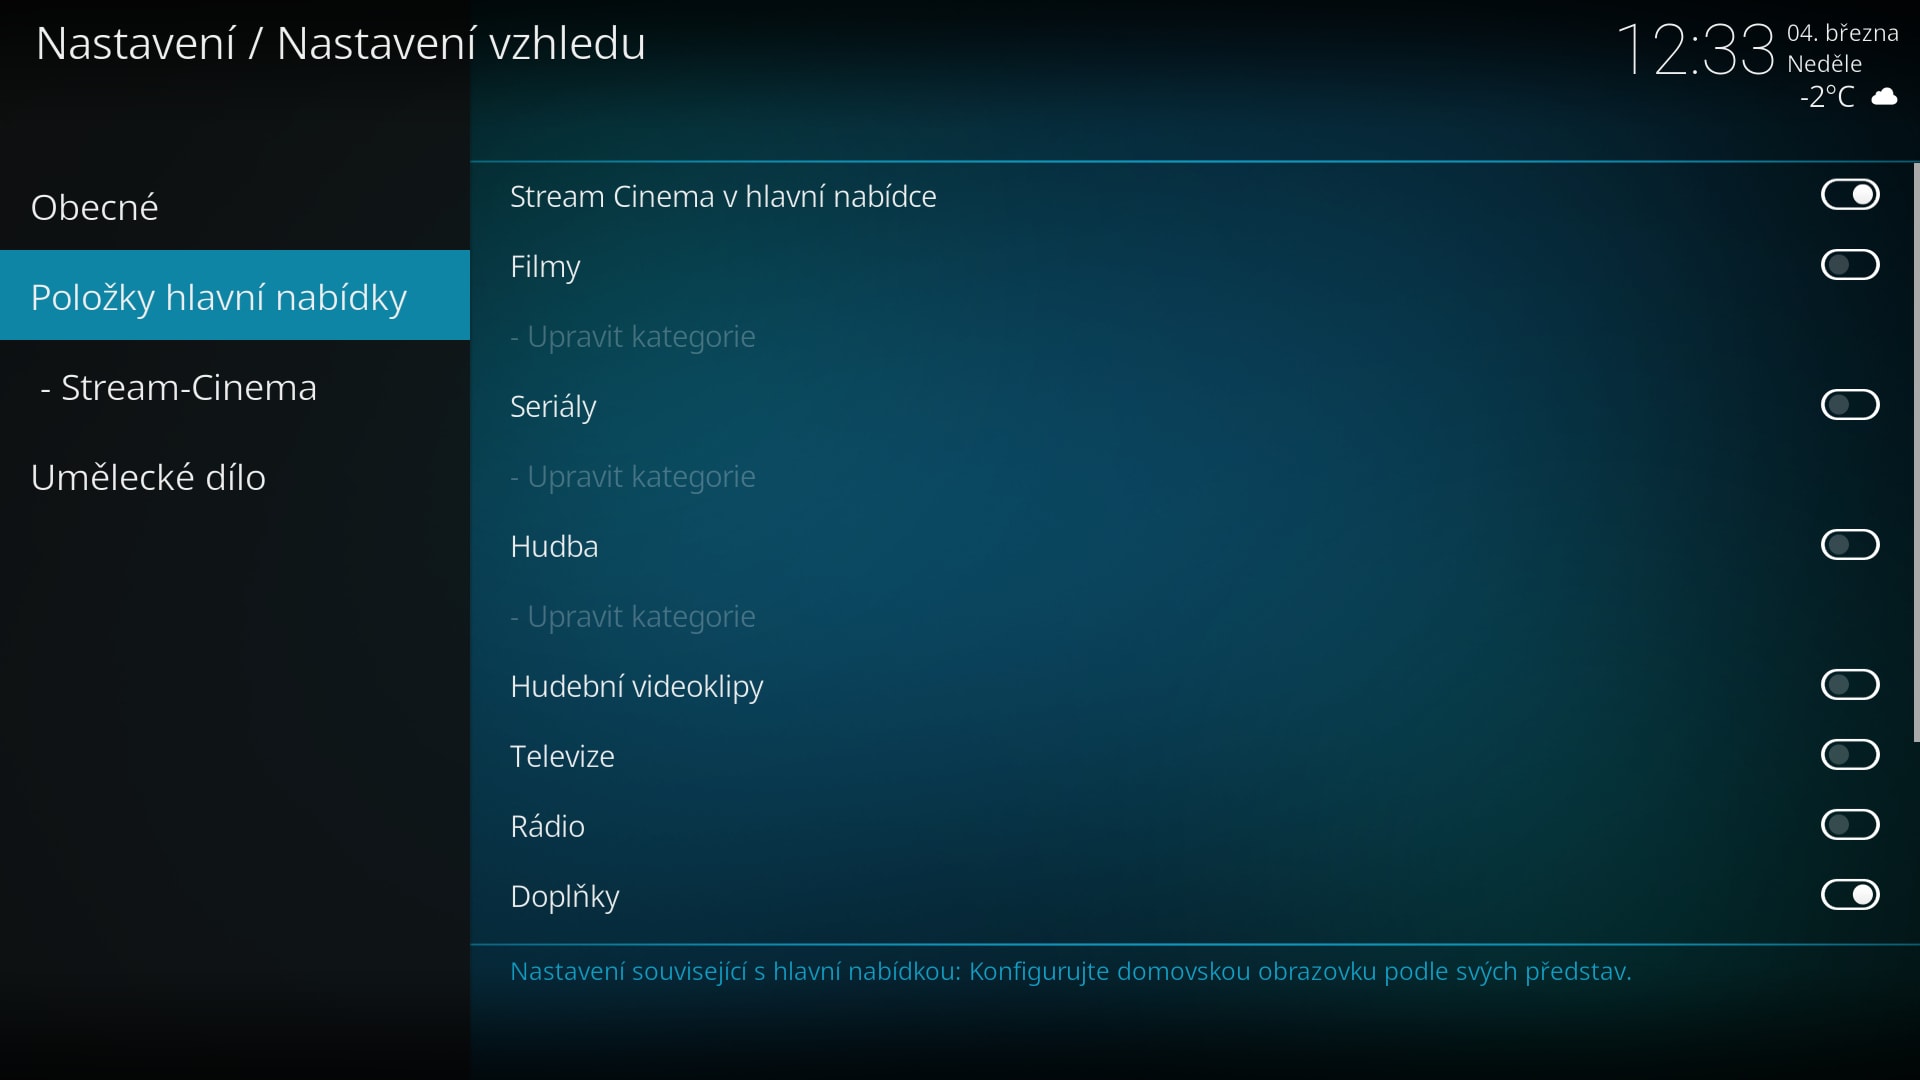 Nastavení / Nastavení vzhledu
12:33
04. března
Neděle
-2°C
Obecné
Položky hlavní nabídky
- Stream-Cinema
Umělecké dílo
Stream Cinema v hlavní nabídce
Filmy
- Upravit kategorie
Seriály
- Upravit kategorie
Hudba
- Upravit kategorie
Hudební videoklipy
Televize
Rádio
Doplňky
Nastavení související s hlavní nabídkou: Konfigurujte domovskou obrazovku podle svých představ.